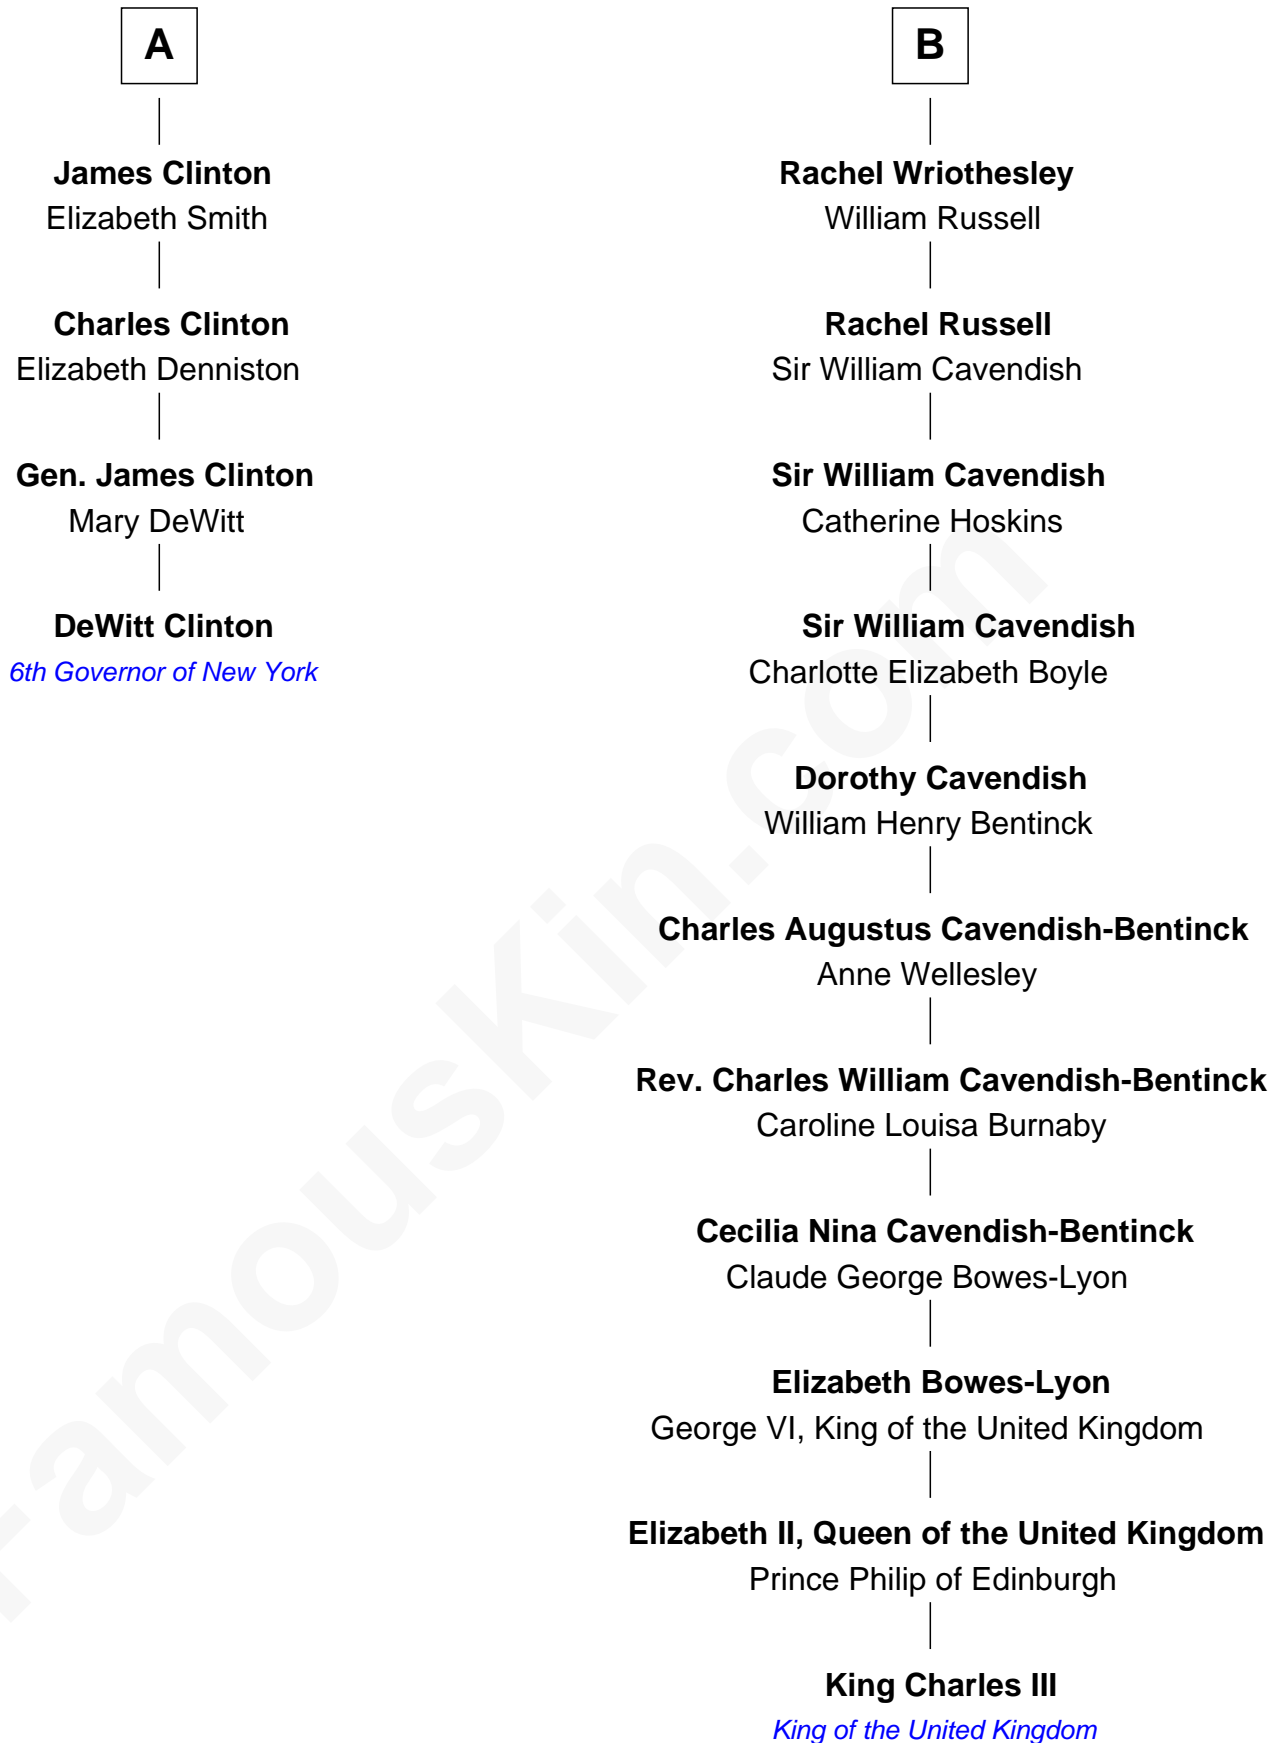 A
James Clinton
Elizabeth Smith
Charles Clinton
Elizabeth Denniston
Gen. James Clinton
Mary DeWitt
DeWitt Clinton
6th Governor of New York
B
Rachel Wriothesley
William Russell
Rachel Russell
Sir William Cavendish
Sir William Cavendish
Catherine Hoskins
Sir William Cavendish
Charlotte Elizabeth Boyle
Dorothy Cavendish
William Henry Bentinck
Charles Augustus Cavendish-Bentinck
Anne Wellesley
Rev. Charles William Cavendish-Bentinck
Caroline Louisa Burnaby
Cecilia Nina Cavendish-Bentinck
Claude George Bowes-Lyon
Elizabeth Bowes-Lyon
George VI, King of the United Kingdom
Elizabeth II, Queen of the United Kingdom
Prince Philip of Edinburgh
King Charles III
King of the United Kingdom
FamousKin.com